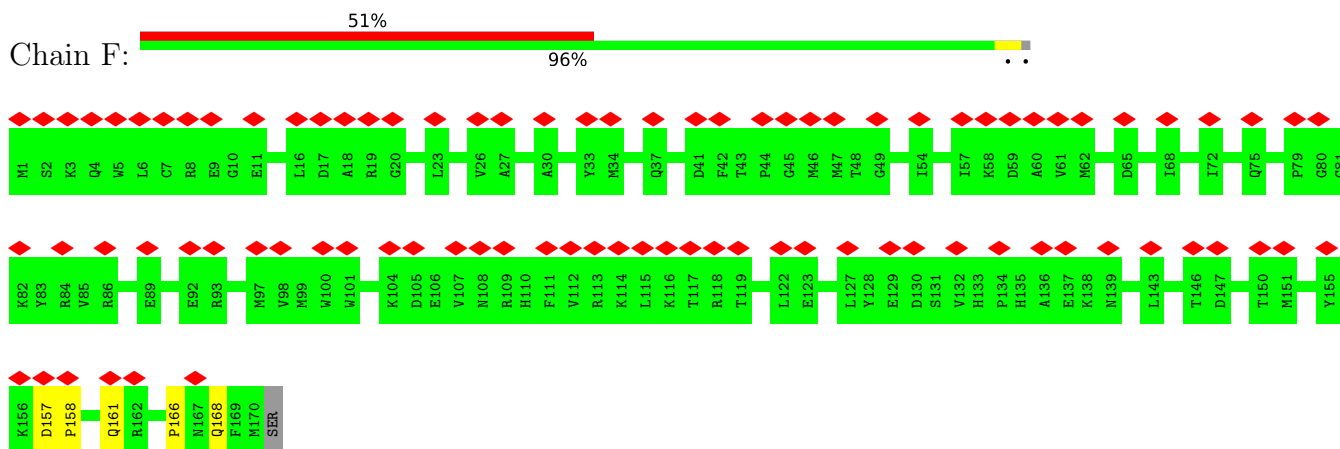 51%
Chain F:
96%
. .
M1 S2 K3 Q4 W5 L6 C7 R8 E9 G10 E11 L16 D17 A18 R19 G20 L23 V26 A27 A30 Y33 M34 Q37 D41 F42 T43 P44 G45 M46 M47 T48 G49 I54 I57 K58 D59 A60 V61 M62 D65 I68 I72 Q75 P79 G80 C81
K82 Y83 R84 V85 R86 E89 E92 R93 M97 V98 M99 W100 W101 K104 D105 E106 V107 N108 R109 H110 F111 V112 R113 K114 L115 K116 T117 R118 T119 L122 E123 L127 Y128 E129 D130 S131 V132 H133 P134 H135 A136 E137 K138 N139 L143 T146 D147 T150 M151 Y155
K156 D157 P158 Q161 R162 P166 N167 Q168 F169 M170 SER